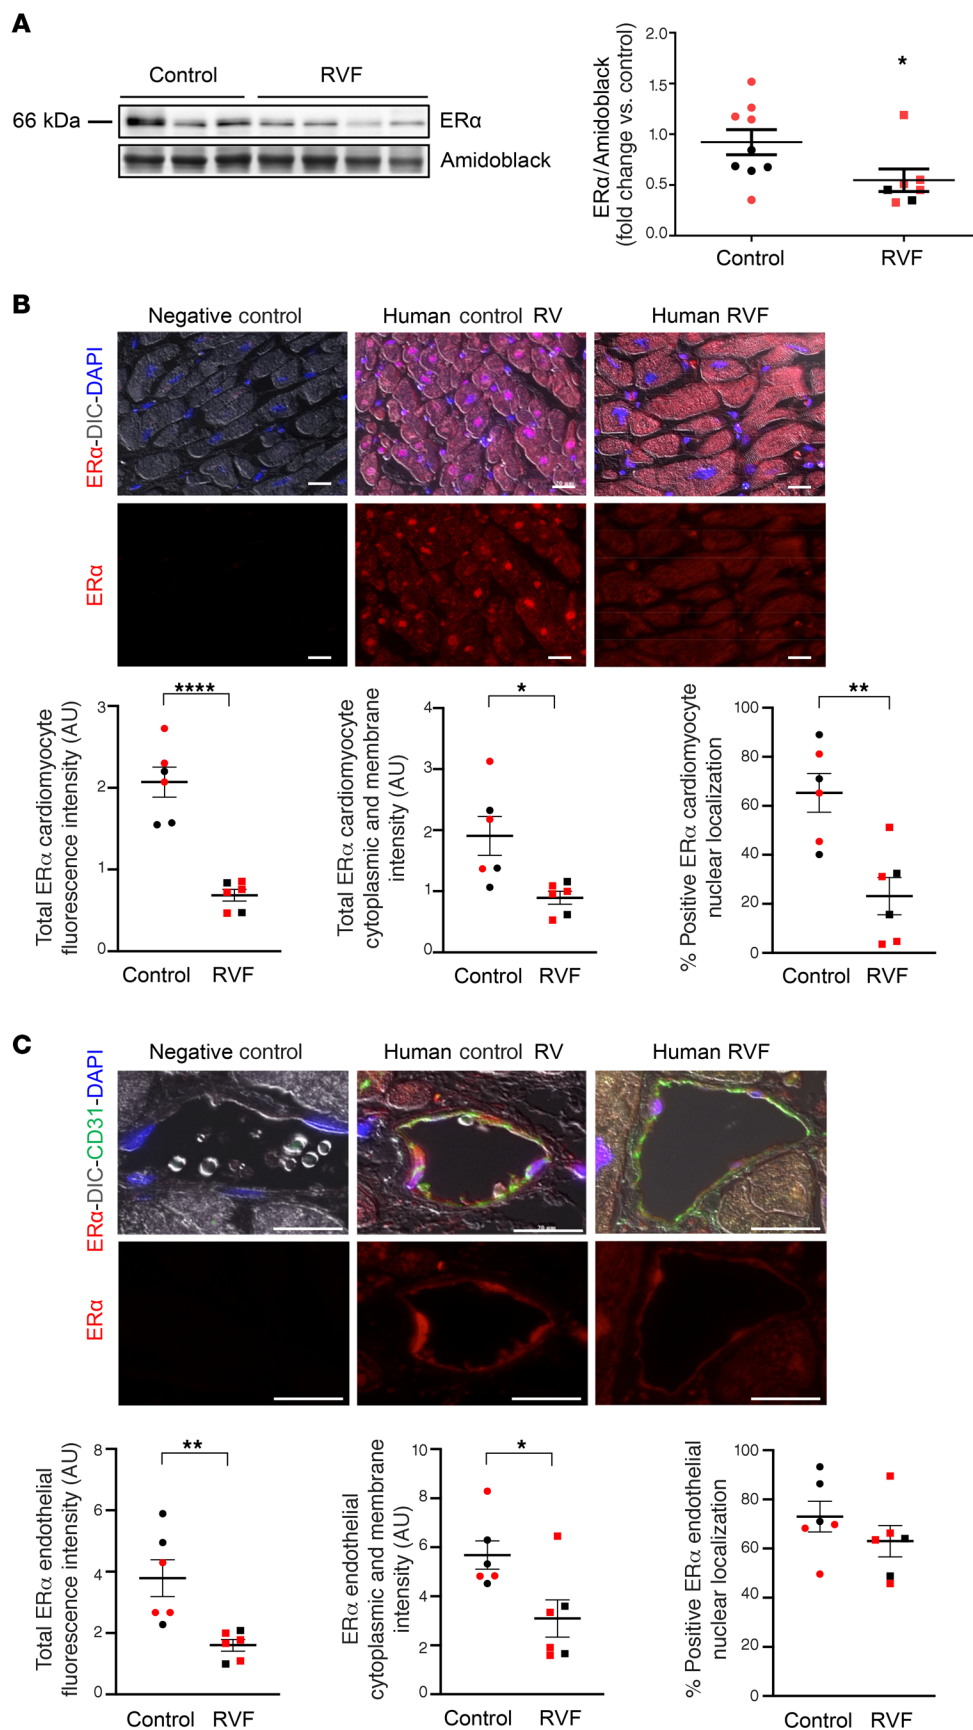 A
Control RVF
66 kDa
ERα
Amidoblack
ERα/Amidoblack
(fold change vs. control)
2.0
1.5
1.0
0.5
0.0
*
Control RVF
B
Negative control Human control RV Human RVF
ERα-DIC-DAPI
ERα
Total ERα cardiomyocyte
fluorescence intensity (AU)
3
2
1
0
****
Control RVF
Total ERα cardiomyocyte
cytoplasmic and membrane
intensity (AU)
4
3
2
1
0
*
Control RVF
% Positive ERα cardiomyocyte
nuclear localization
100
80
60
40
20
0
**
Control RVF
C
Negative control Human control RV Human RVF
ERα-DIC-CD31-DAPI
20 µm
ERα
Total ERα endothelial
fluorescence intensity (AU)
8
6
4
2
0
**
Control RVF
ERα endothelial
cytoplasmic and membrane
intensity (AU)
10
8
6
4
2
0
*
Control RVF
% Positive ERα endothelial
nuclear localization
100
80
60
40
20
0
Control RVF